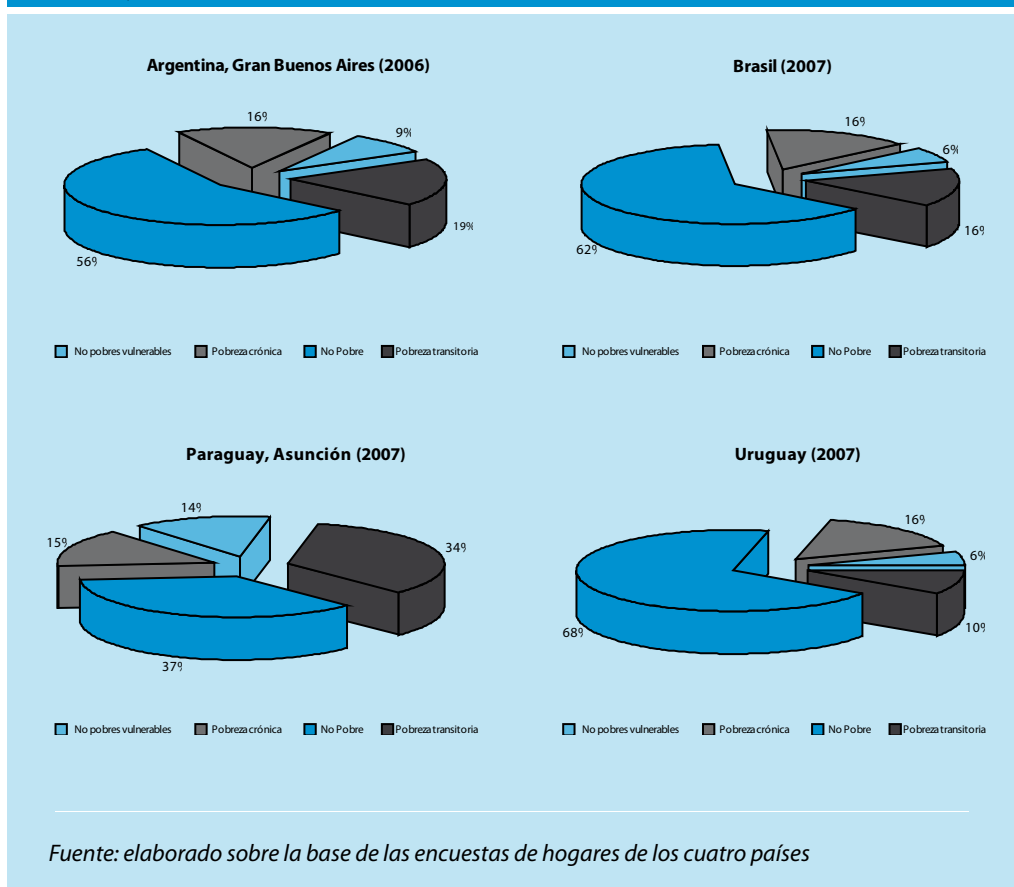 Argentina, Gran Buenos Aires (2006)
16%
9%
19%
56%
No pobres vulnerables Pobreza crónica No Pobre Pobreza transitoria
Brasil (2007)
16%
6%
16%
62%
No pobres vulnerables Pobreza crónica No Pobre Pobreza transitoria
Paraguay, Asunción (2007)
14%
15%
34%
37%
No pobres vulnerables Pobreza crónica No Pobre Pobreza transitoria
Uruguay (2007)
16%
6%
10%
68%
No pobres vulnerables Pobreza crónica No Pobre Pobreza transitoria
Fuente: elaborado sobre la base de las encuestas de hogares de los cuatro países